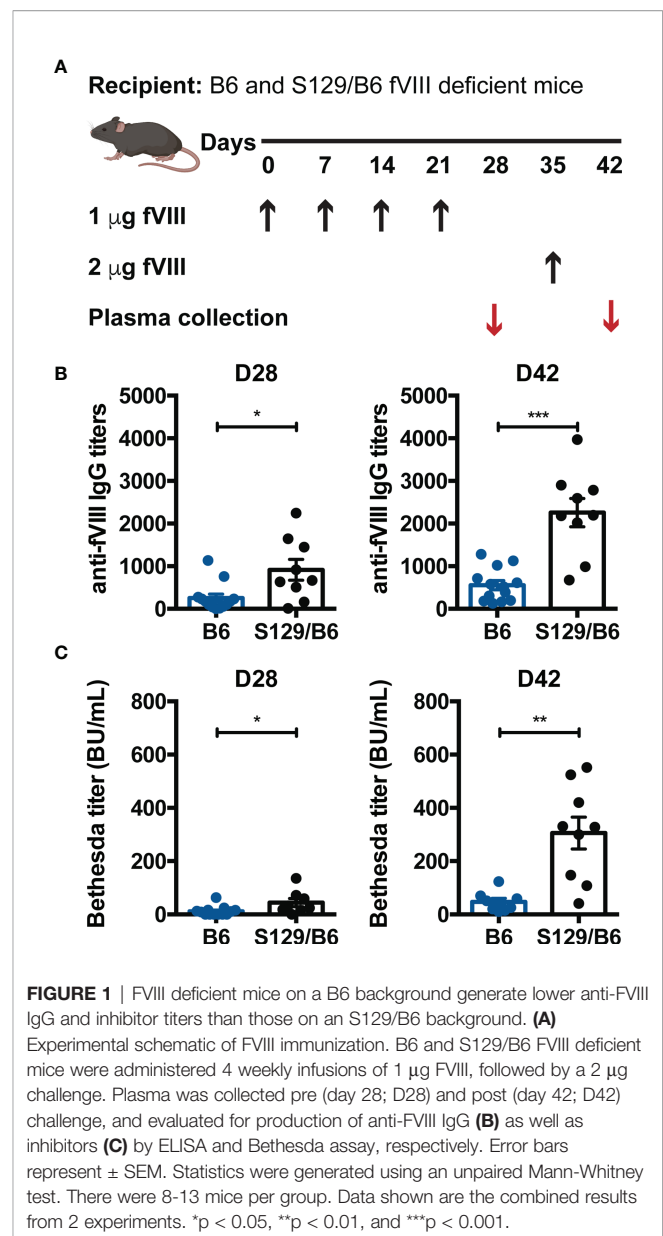 A
Recipient: B6 and S129/B6 fVIII deficient mice
Days
0 7 14 21 28 35 42
1 μg fVIII
2 μg fVIII
Plasma collection
B
D28
anti-fVIII IgG titers
5000
4000
3000
2000
1000
0
*
B6 S129/B6
D42
anti-fVIII IgG titers
5000
4000
3000
2000
1000
0
***
B6 S129/B6
C
D28
Bethesda titer (BU/mL)
800
600
400
200
0
*
B6 S129/B6
D42
Bethesda titer (BU/mL)
800
600
400
200
0
**
B6 S129/B6
FIGURE 1 | FVIII deficient mice on a B6 background generate lower anti-FVIII
IgG and inhibitor titers than those on an S129/B6 background. (A)
Experimental schematic of FVIII immunization. B6 and S129/B6 FVIII deficient
mice were administered 4 weekly infusions of 1 μg FVIII, followed by a 2 μg
challenge. Plasma was collected pre (day 28; D28) and post (day 42; D42)
challenge, and evaluated for production of anti-FVIII IgG (B) as well as
inhibitors (C) by ELISA and Bethesda assay, respectively. Error bars
represent ± SEM. Statistics were generated using an unpaired Mann-Whitney
test. There were 8-13 mice per group. Data shown are the combined results
from 2 experiments. *p < 0.05, **p < 0.01, and ***p < 0.001.